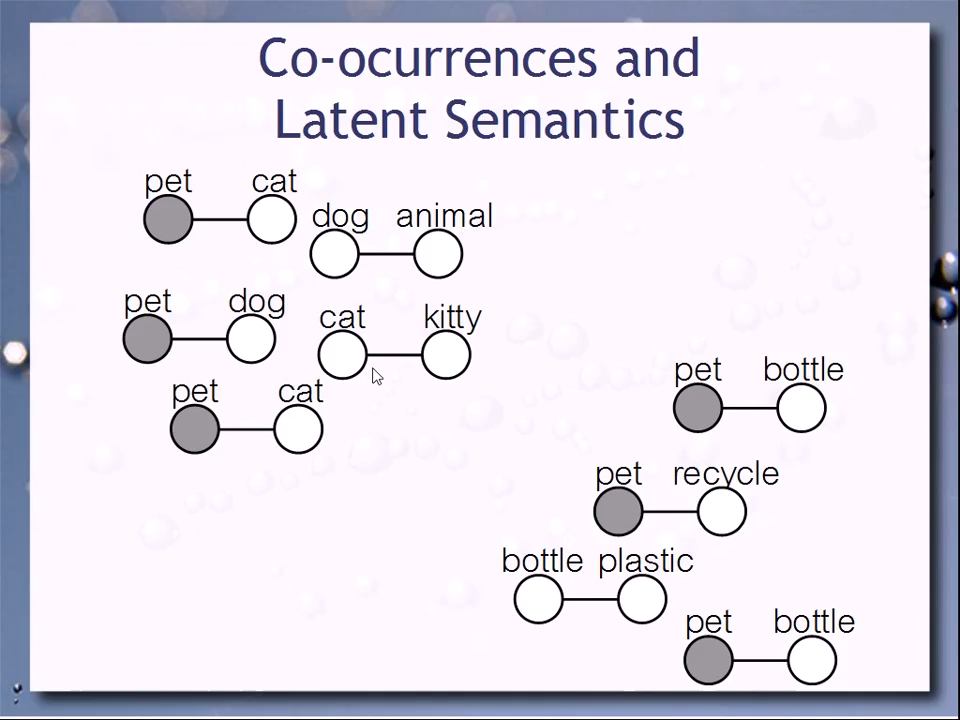 Co-ocurrences and
Latent Semantics
pet cat
dog animal
pet dog
cat kitty
pet cat
pet bottle
pet recycle
bottle plastic
pet bottle